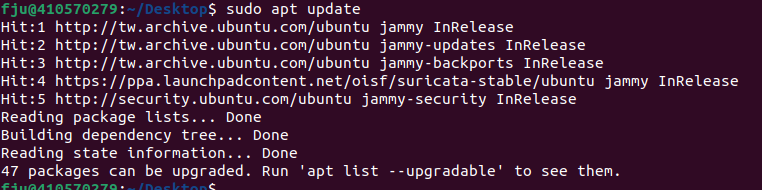 fju@410570279:~/Desktop$ sudo apt update
Hit:1 http://tw.archive.ubuntu.com/ubuntu jammy InRelease
Hit:2 http://tw.archive.ubuntu.com/ubuntu jammy-updates InRelease
Hit:3 http://tw.archive.ubuntu.com/ubuntu jammy-backports InRelease
Hit:4 https://ppa.launchpadcontent.net/oisf/suricata-stable/ubuntu jammy InRelease
Hit:5 http://security.ubuntu.com/ubuntu jammy-security InRelease
Reading package lists... Done
Building dependency tree... Done
Reading state information... Done
47 packages can be upgraded. Run 'apt list --upgradable' to see them.
fju@410570279:~/Desktop$